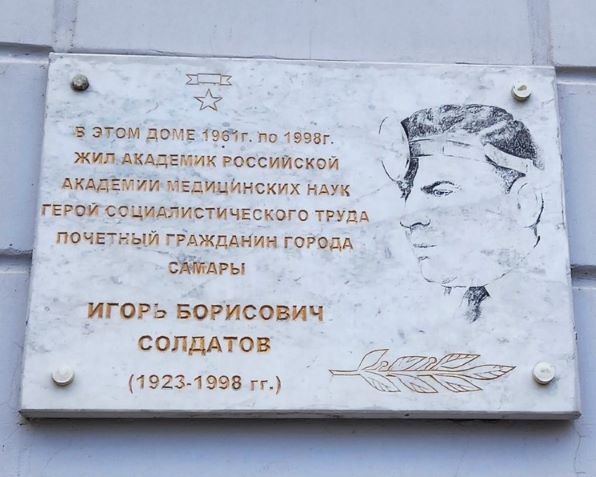 В ЭТОМ ДОМЕ 1961г. по 1998г.
ЖИЛ АКАДЕМИК РОССИЙСКОЙ
АКАДЕМИИ МЕДИЦИНСКИХ НАУК
ГЕРОЙ СОЦИАЛИСТИЧЕСКОГО ТРУДА
ПОЧЕТНЫЙ ГРАЖДАНИН ГОРОДА
САМАРЫ
ИГОРЬ БОРИСОВИЧ
СОЛДАТОВ
(1923-1998 гг.)